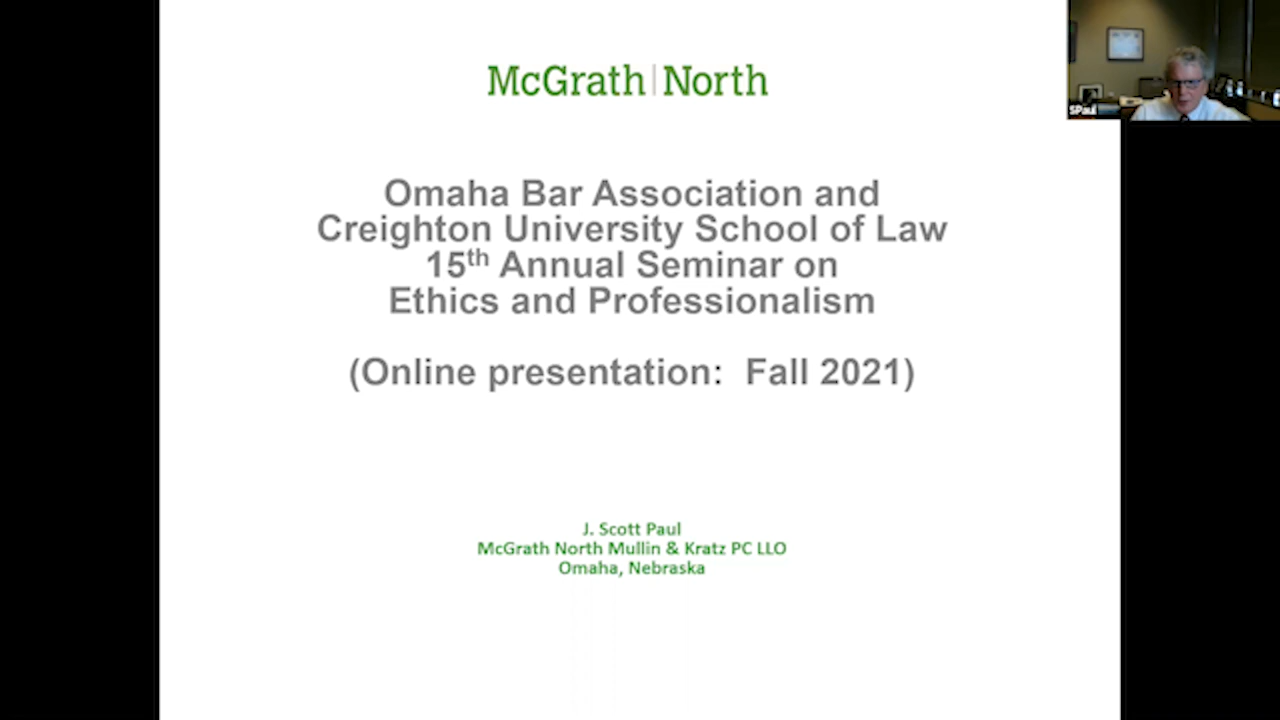 McGrath North
SPaul
Omaha Bar Association and
Creighton University School of Law
15th Annual Seminar on
Ethics and Professionalism
(Online presentation: Fall 2021)
J. Scott Paul
McGrath North Mullin & Kratz PC LLO
Omaha, Nebraska